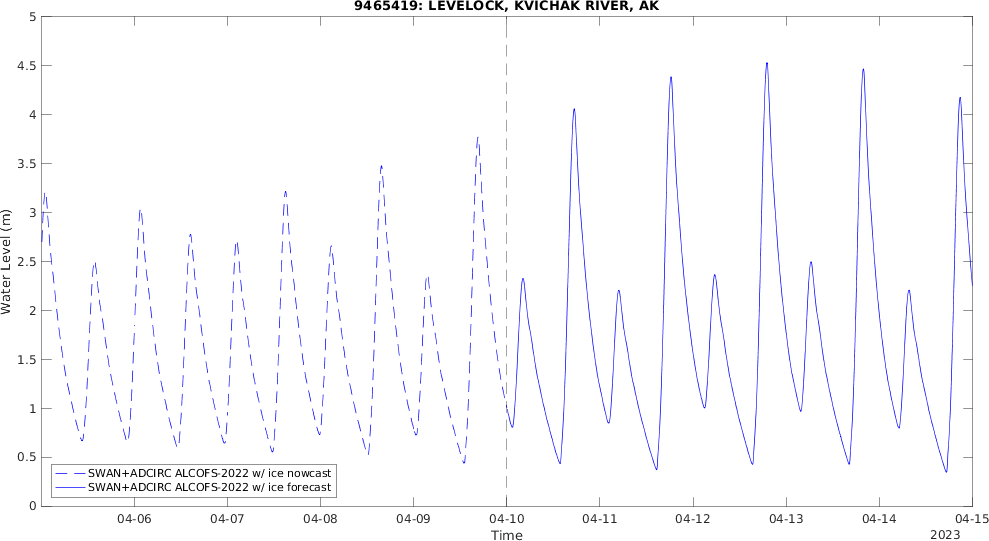 9465419: LEVELOCK, KVICHAK RIVER, AK
5
4.5
4
3.5
3
2.5
2
1.5
1
0.5
0
Water Level (m)
SWAN+ADCIRC ALCOFS-2022 w/ ice nowcast
SWAN+ADCIRC ALCOFS-2022 w/ ice forecast
04-06 04-07 04-08 04-09 04-10 04-11 04-12 04-13 04-14 04-15
Time
2023